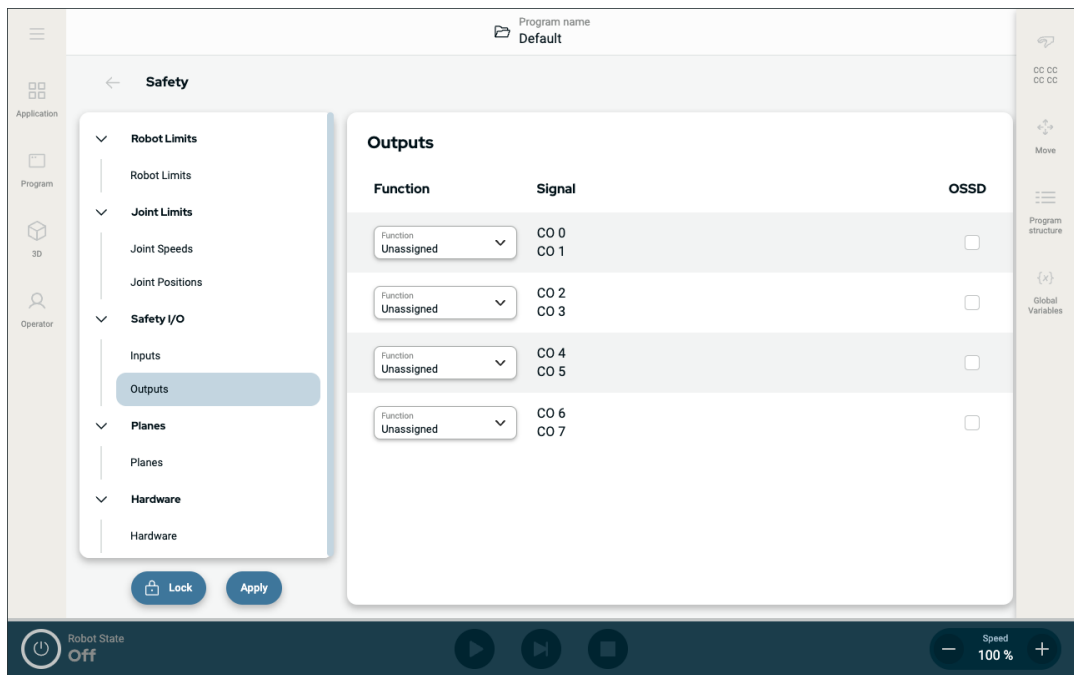 Program name
Default
Application
Program
3D
Operator
Safety
Robot Limits
Robot Limits
Joint Limits
Joint Speeds
Joint Positions
Safety I/O
Inputs
Outputs
Planes
Planes
Hardware
Hardware
Lock
Apply
Outputs
Function
Signal
OSSD
Function
Unassigned
CO 0
CO 1
Function
Unassigned
CO 2
CO 3
Function
Unassigned
CO 4
CO 5
Function
Unassigned
CO 6
CO 7
CC CC
CC CC
Move
Program
structure
{x}
Global
Variables
Robot State
Off
Speed
100 %